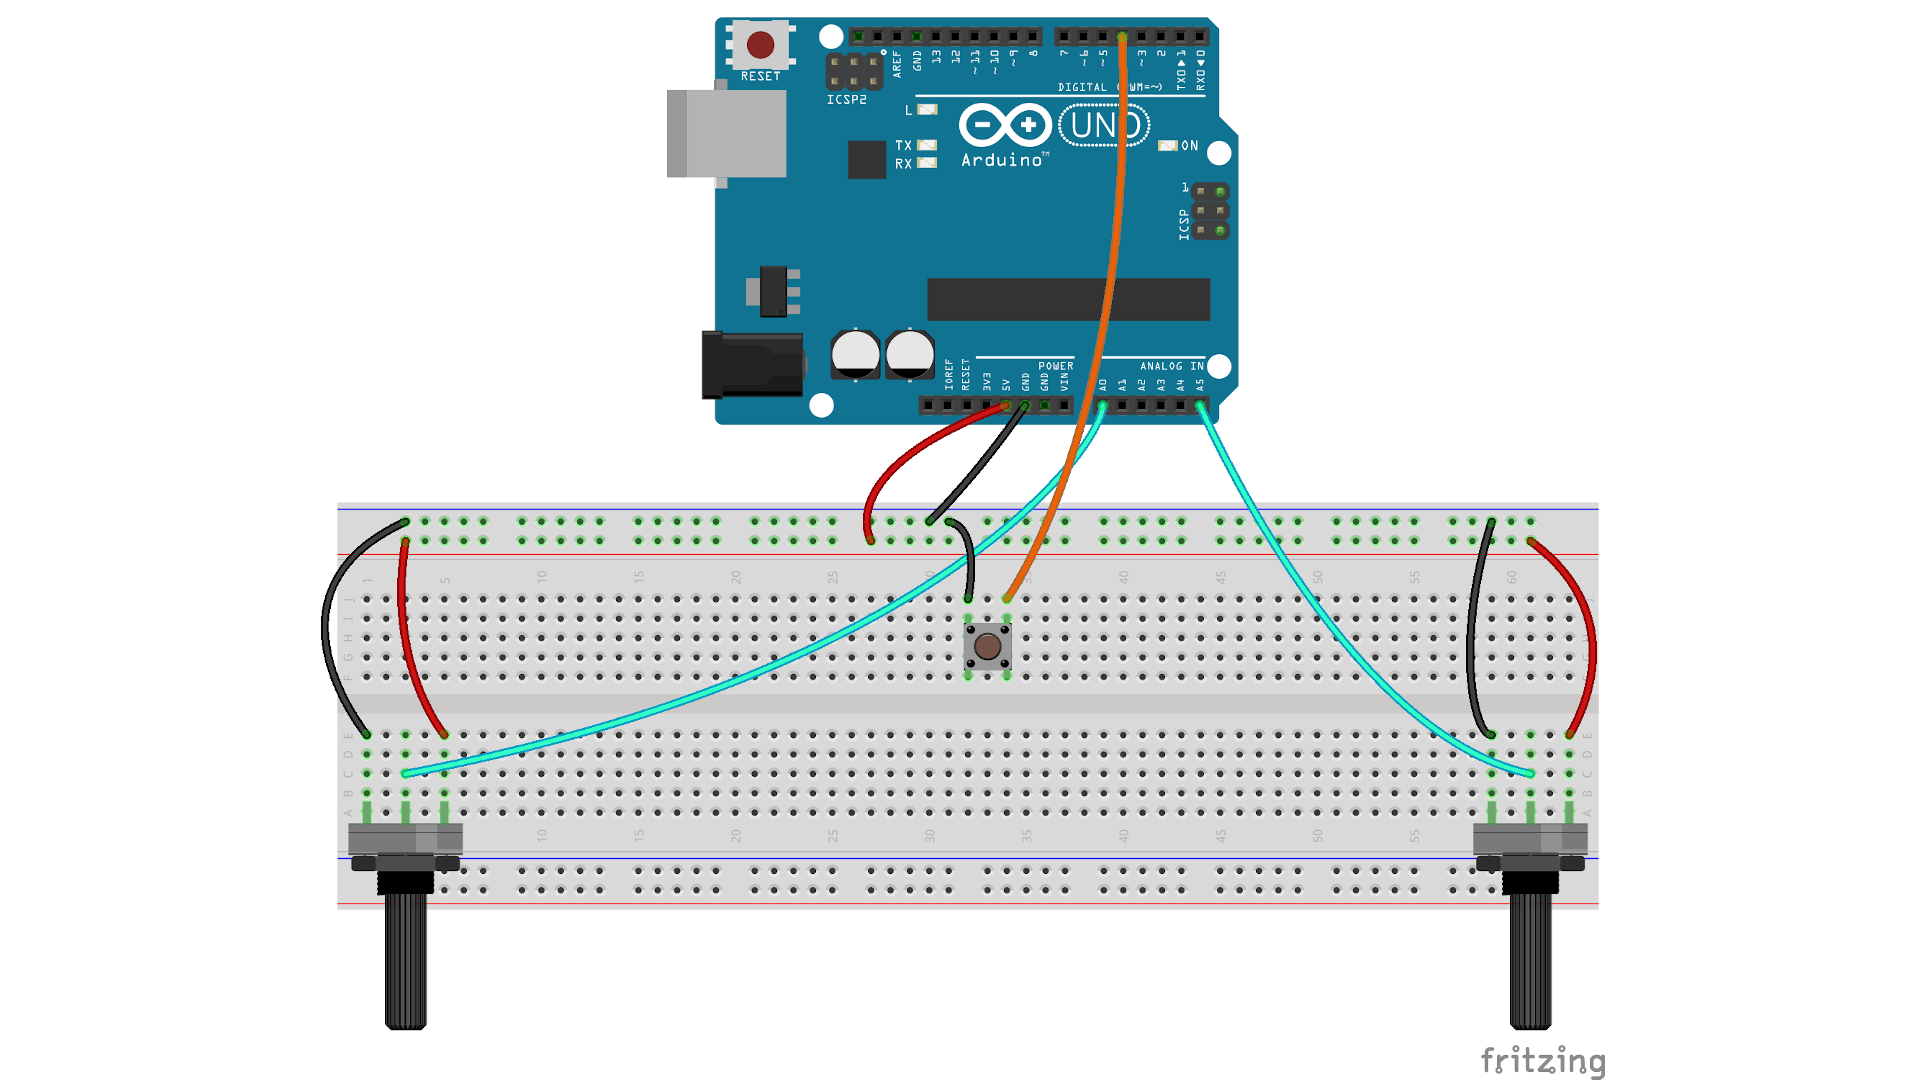 RESET
ICSP2
AREF
GND
13
12
~11
~10
~9
8
7
~6
~5
~3
2
TX0 ▶ 1
RX0 ◀ 0
DIGITAL (PWM=~)
L
TX
RX
UNO
Arduino™
ON
1
ICSP
IOREF
RESET
3V3
5V
GND
GND
VIN
POWER
A0
A1
A2
A3
A4
A5
ANALOG IN
1 5 10 15 20 25 30 35 40 45 50 55 60
J
I
H
G
F
E E
D D
C C
B B
A A
10 15 20 25 30 35 40 45 50 55
fritzing